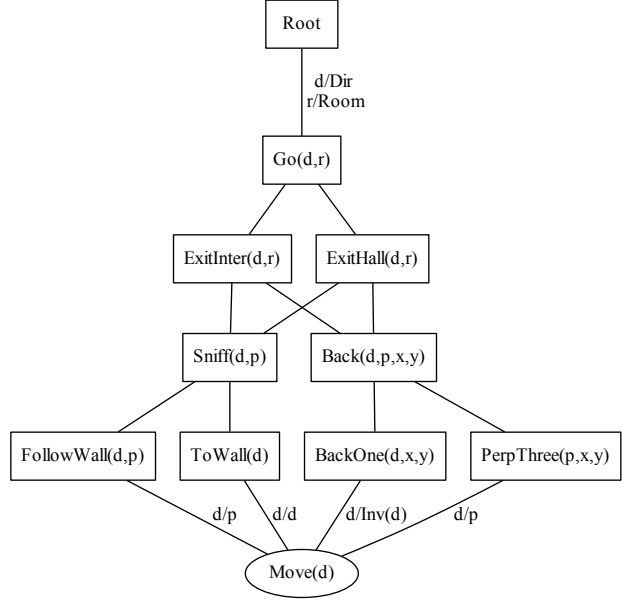 Root
d/Dir
r/Room
Go(d,r)
ExitInter(d,r)
ExitHall(d,r)
Sniff(d,p)
Back(d,p,x,y)
FollowWall(d,p)
ToWall(d)
BackOne(d,x,y)
PerpThree(p,x,y)
d/p
d/d
d/Inv(d)
d/p
Move(d)